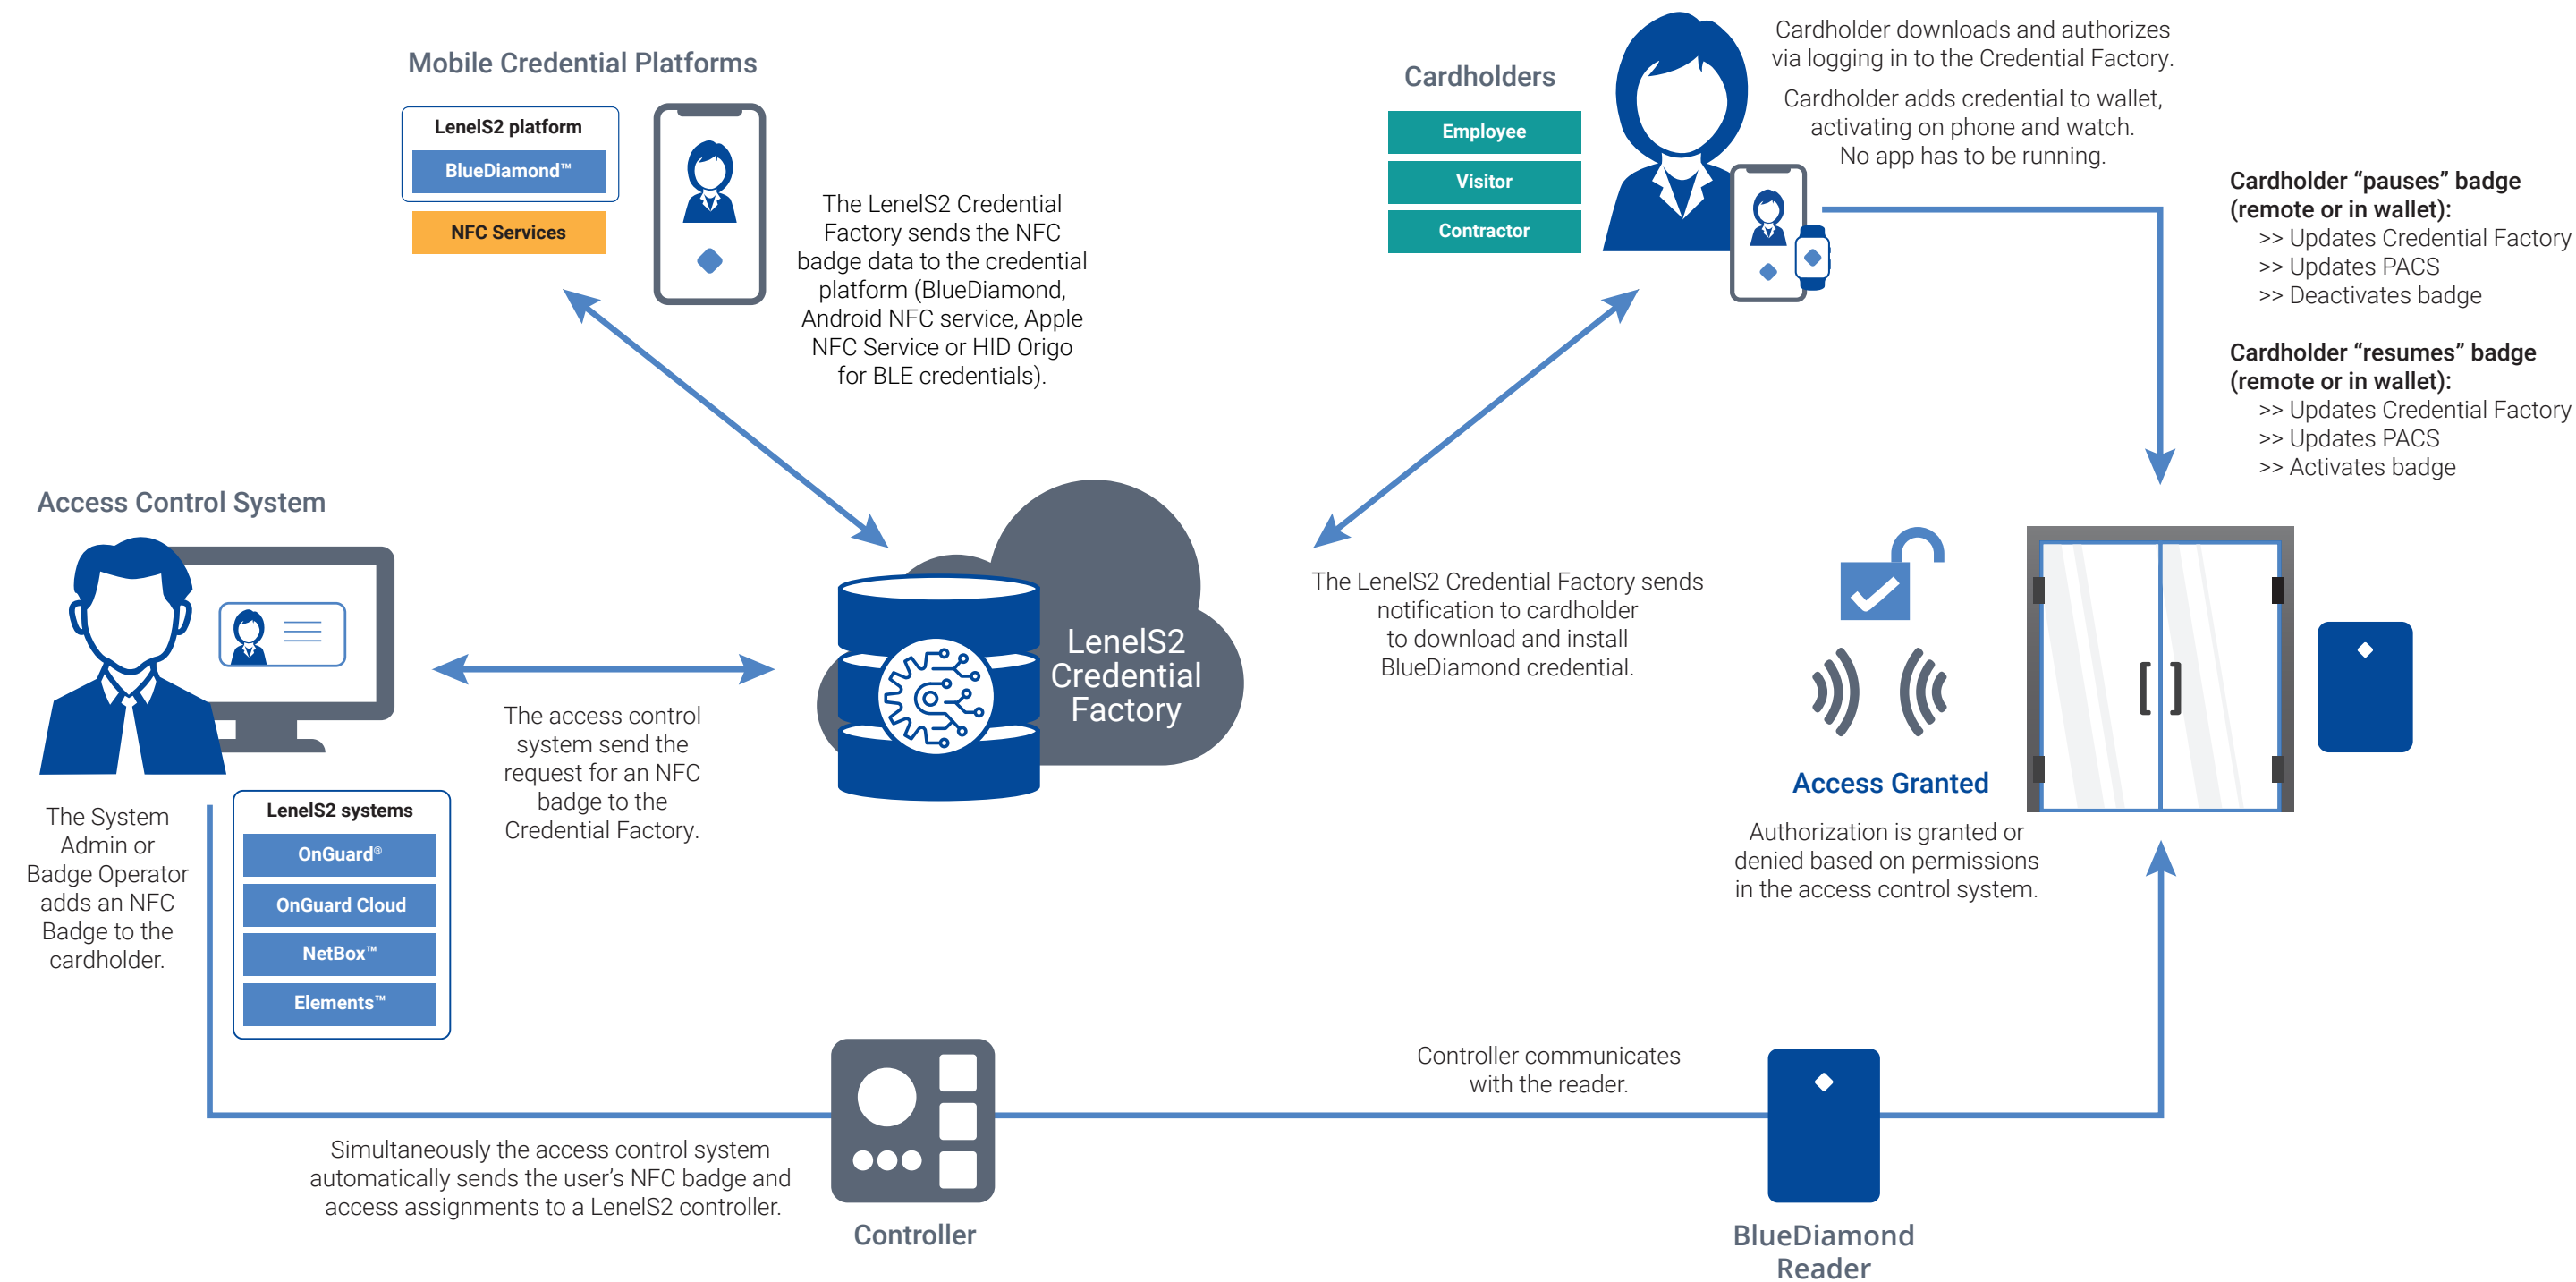 Mobile Credential Platforms
LenelS2 platform
BlueDiamond™
NFC Services
The LenelS2 Credential
Factory sends the NFC
badge data to the credential
platform (BlueDiamond,
Android NFC service, Apple
NFC Service or HID Origo
for BLE credentials).
Cardholders
Employee
Visitor
Contractor
Cardholder downloads and authorizes
via logging in to the Credential Factory.
Cardholder adds credential to wallet,
activating on phone and watch.
No app has to be running.
Cardholder “pauses” badge
(remote or in wallet):
>> Updates Credential Factory
>> Updates PACS
>> Deactivates badge
Cardholder “resumes” badge
(remote or in wallet):
>> Updates Credential Factory
>> Updates PACS
>> Activates badge
Access Control System
The System
Admin or
Badge Operator
adds an NFC
Badge to the
cardholder.
LenelS2 systems
OnGuard®
OnGuard Cloud
NetBox™
Elements™
The access control
system send the
request for an NFC
badge to the
Credential Factory.
LenelS2
Credential
Factory
The LenelS2 Credential Factory sends
notification to cardholder
to download and install
BlueDiamond credential.
Access Granted
Authorization is granted or
denied based on permissions
in the access control system.
Simultaneously the access control system
automatically sends the user’s NFC badge and
access assignments to a LenelS2 controller.
Controller
Controller communicates
with the reader.
BlueDiamond
Reader